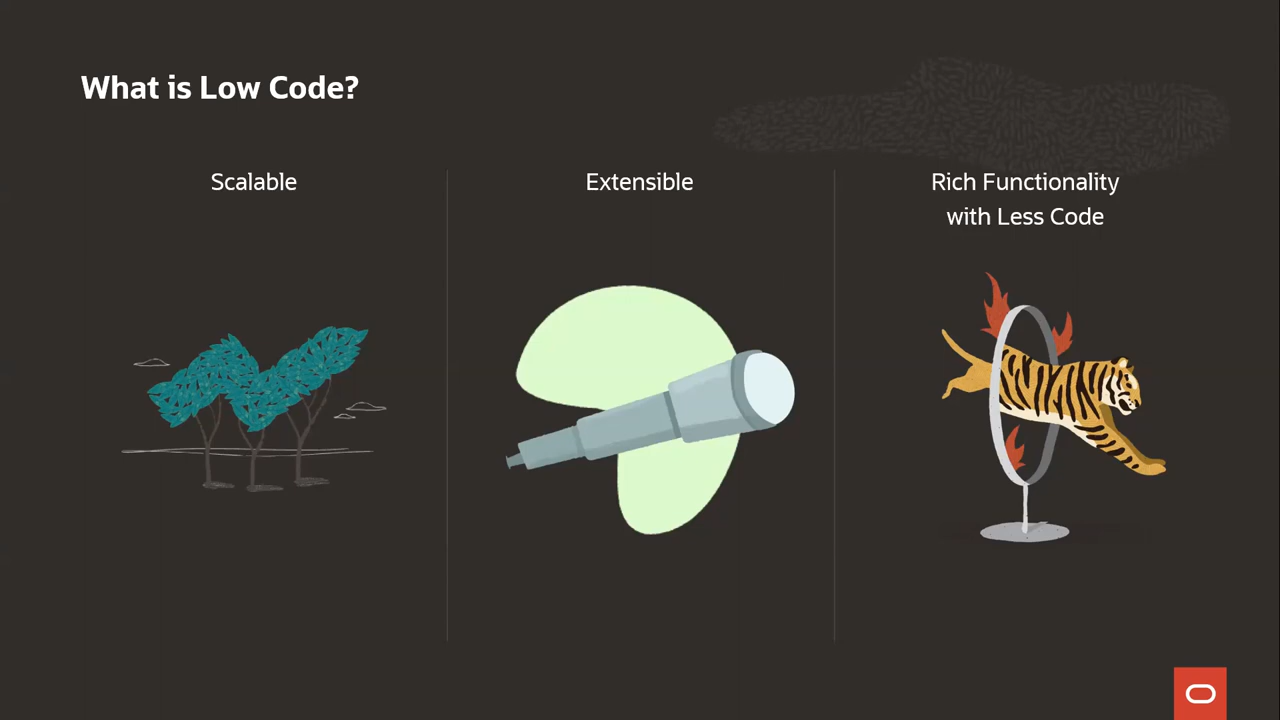 What is Low Code?
Scalable
Extensible
Rich Functionality
with Less Code